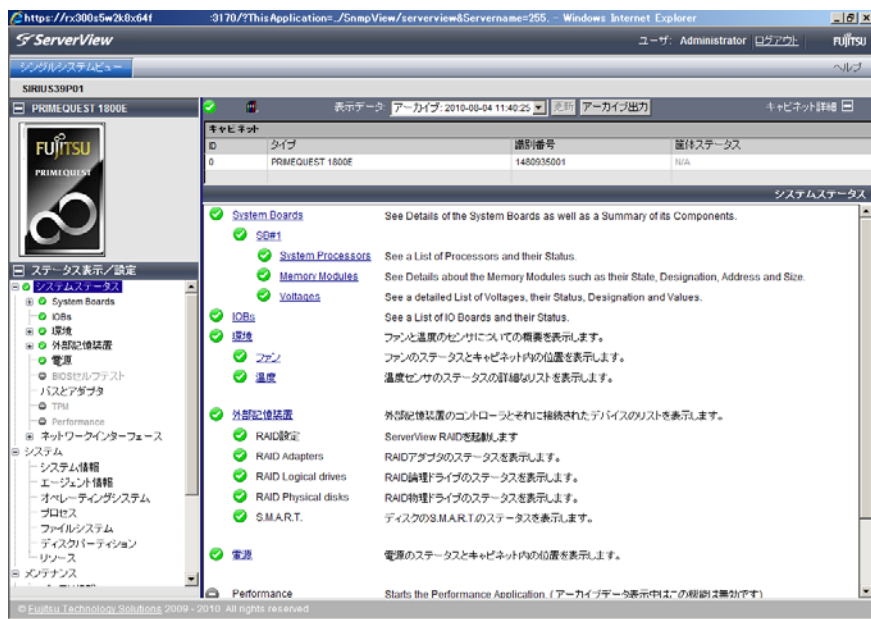 https://rx300s5w2k8x64f :3170/?ThisApplication=../SnmpView/serverview&Servername=255. - Windows Internet Explorer
ServerView
ユーザ: Administrator ログアウト FUJITSU
シングルシステムビュー ヘルプ
SIRIUS39P01
PRIMEQUEST 1800E 表示データ アーカイブ: 2010-08-04 11:40:25 更新 アーカイブ出力 キャビネット詳細
キャビネット
ID タイプ 識別番号 筐体ステータス
0 PRIMEQUEST 1800E 1480935001 N/A
FUJITSU
PRIMEQUEST
システムステータス
System Boards See Details of the System Boards as well as a Summary of its Components.
SB#1
System Processors See a List of Processors and their Status.
Memory Modules See Details about the Memory Modules such as their State, Designation, Address and Size.
Voltages See a detailed List of Voltages, their Status, Designation and Values.
IOBs See a List of IO Boards and their Status.
環境 ファンと温度のセンサについての概要を表示します。
ファン ファンのステータスとキャビネット内の位置を表示します。
温度 温度センサのステータスの詳細なリストを表示します。
外部記憶装置 外部記憶装置のコントローラとそれに接続されたデバイスのリストを表示します。
RAID設定 ServerView RAIDを起動します
RAID Adapters RAIDアダプタのステータスを表示します。
RAID Logical drives RAID論理ドライブのステータスを表示します。
RAID Physical disks RAID物理ドライブのステータスを表示します。
S.M.A.R.T. ディスクのS.M.A.R.T.のステータスを表示します。
電源 電源のステータスとキャビネット内の位置を表示します。
Performance Starts the Performance Application. (アーカイブデータ表示中はこの機能は無効です)
ステータス表示／設定
システムステータス
System Boards
IOBs
環境
外部記憶装置
電源
BIOSセルフテスト
バスとアダプタ
TPM
Performance
ネットワークインターフェース
システム
システム情報
エージェント情報
オペレーティングシステム
プロセス
ファイルシステム
ディスクパーティション
リソース
メンテナンス
© Fujitsu Technology Solutions 2009 - 2010 All rights reserved